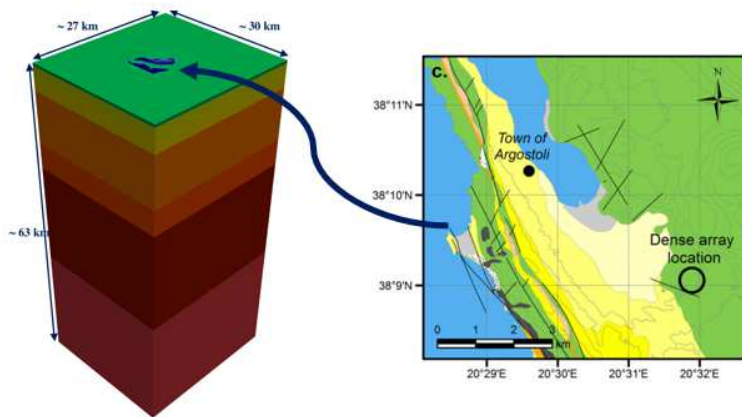 ~ 27 km
~ 30 km
~ 63 km
c.
N
38°11'N
Town of
Argostoli
38°10'N
Dense array
location
38°9'N
0 1 2 3
km
20°29'E 20°30'E 20°31'E 20°32'E